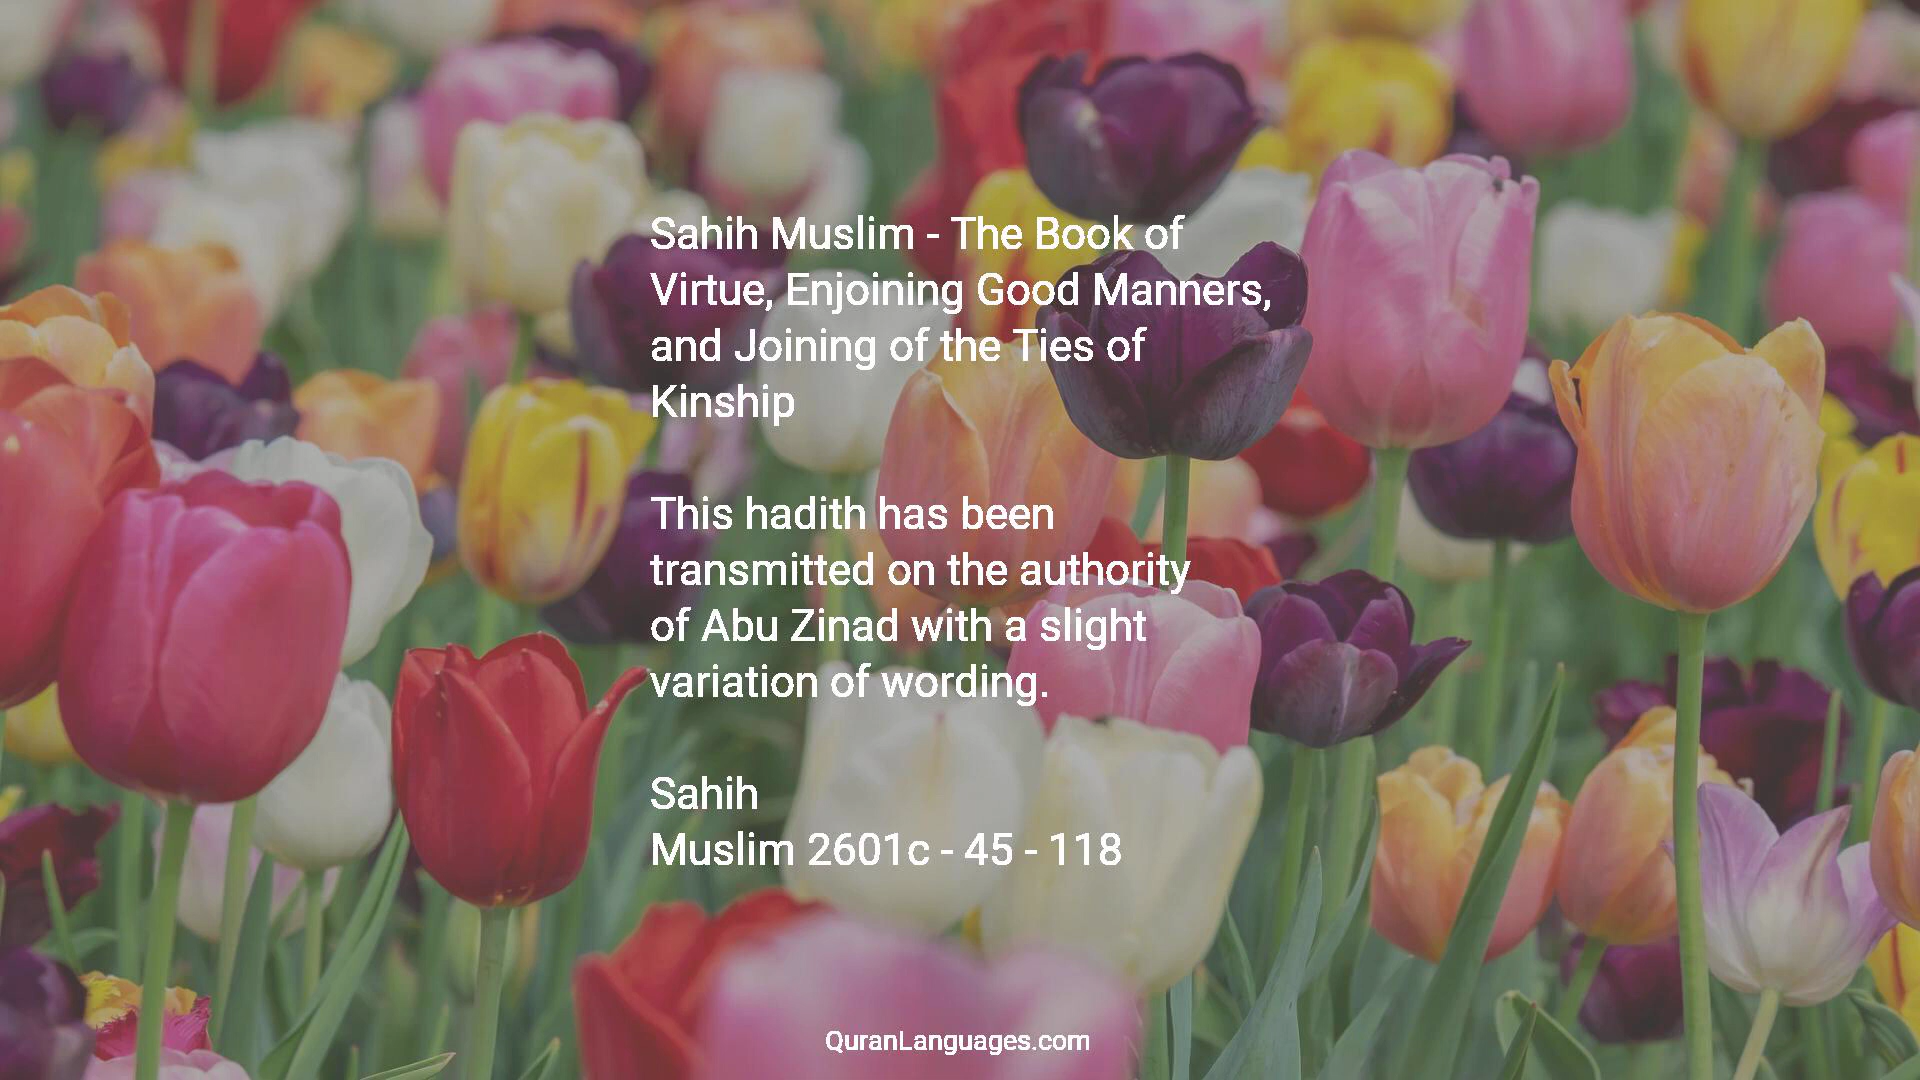 Sahih Muslim - The Book of
Virtue, Enjoining Good Manners,
and Joining of the Ties of
Kinship
This hadith has been
transmitted on the authority
of Abu Zinad with a slight
variation of wording.
Sahih
Muslim 2601c - 45 - 118
QuranLanguages.com